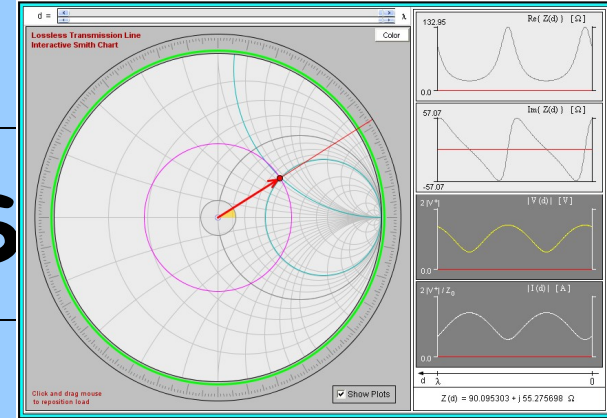 d =
λ
Lossless Transmission Line
Interactive Smith Chart
Color
S
Click and drag mouse
to reposition load
Show Plots
Re{ Z(d) } [ Ω ]
132.95
0.0
Im{ Z(d) } [ Ω ]
57.07
-57.07
|V (d)| [ V ]
2 |V⁺|
0.0
|I (d)| [ A ]
2 |V⁺| / Z₀
0.0
d λ 0
Z (d) = 90.095303 + j 55.275698 Ω